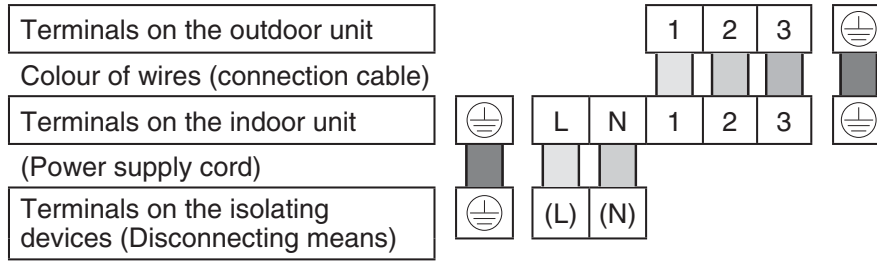 Terminals on the outdoor unit 1 2 3
Colour of wires (connection cable)
Terminals on the indoor unit L N 1 2 3
(Power supply cord)
Terminals on the isolating
devices (Disconnecting means) (L) (N)